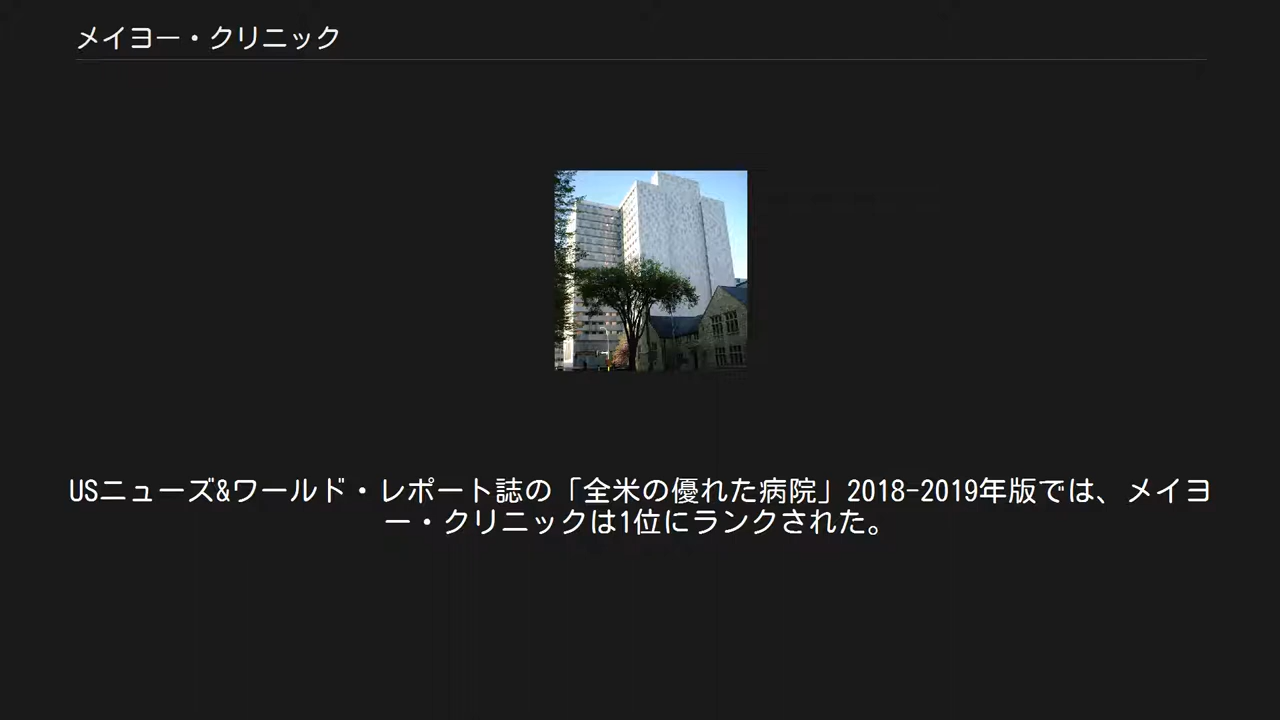 メイヨー・クリニック
USニューズ&ワールド・レポート誌の「全米の優れた病院」2018-2019年版では、メイヨ
ー・クリニックは1位にランクされた。